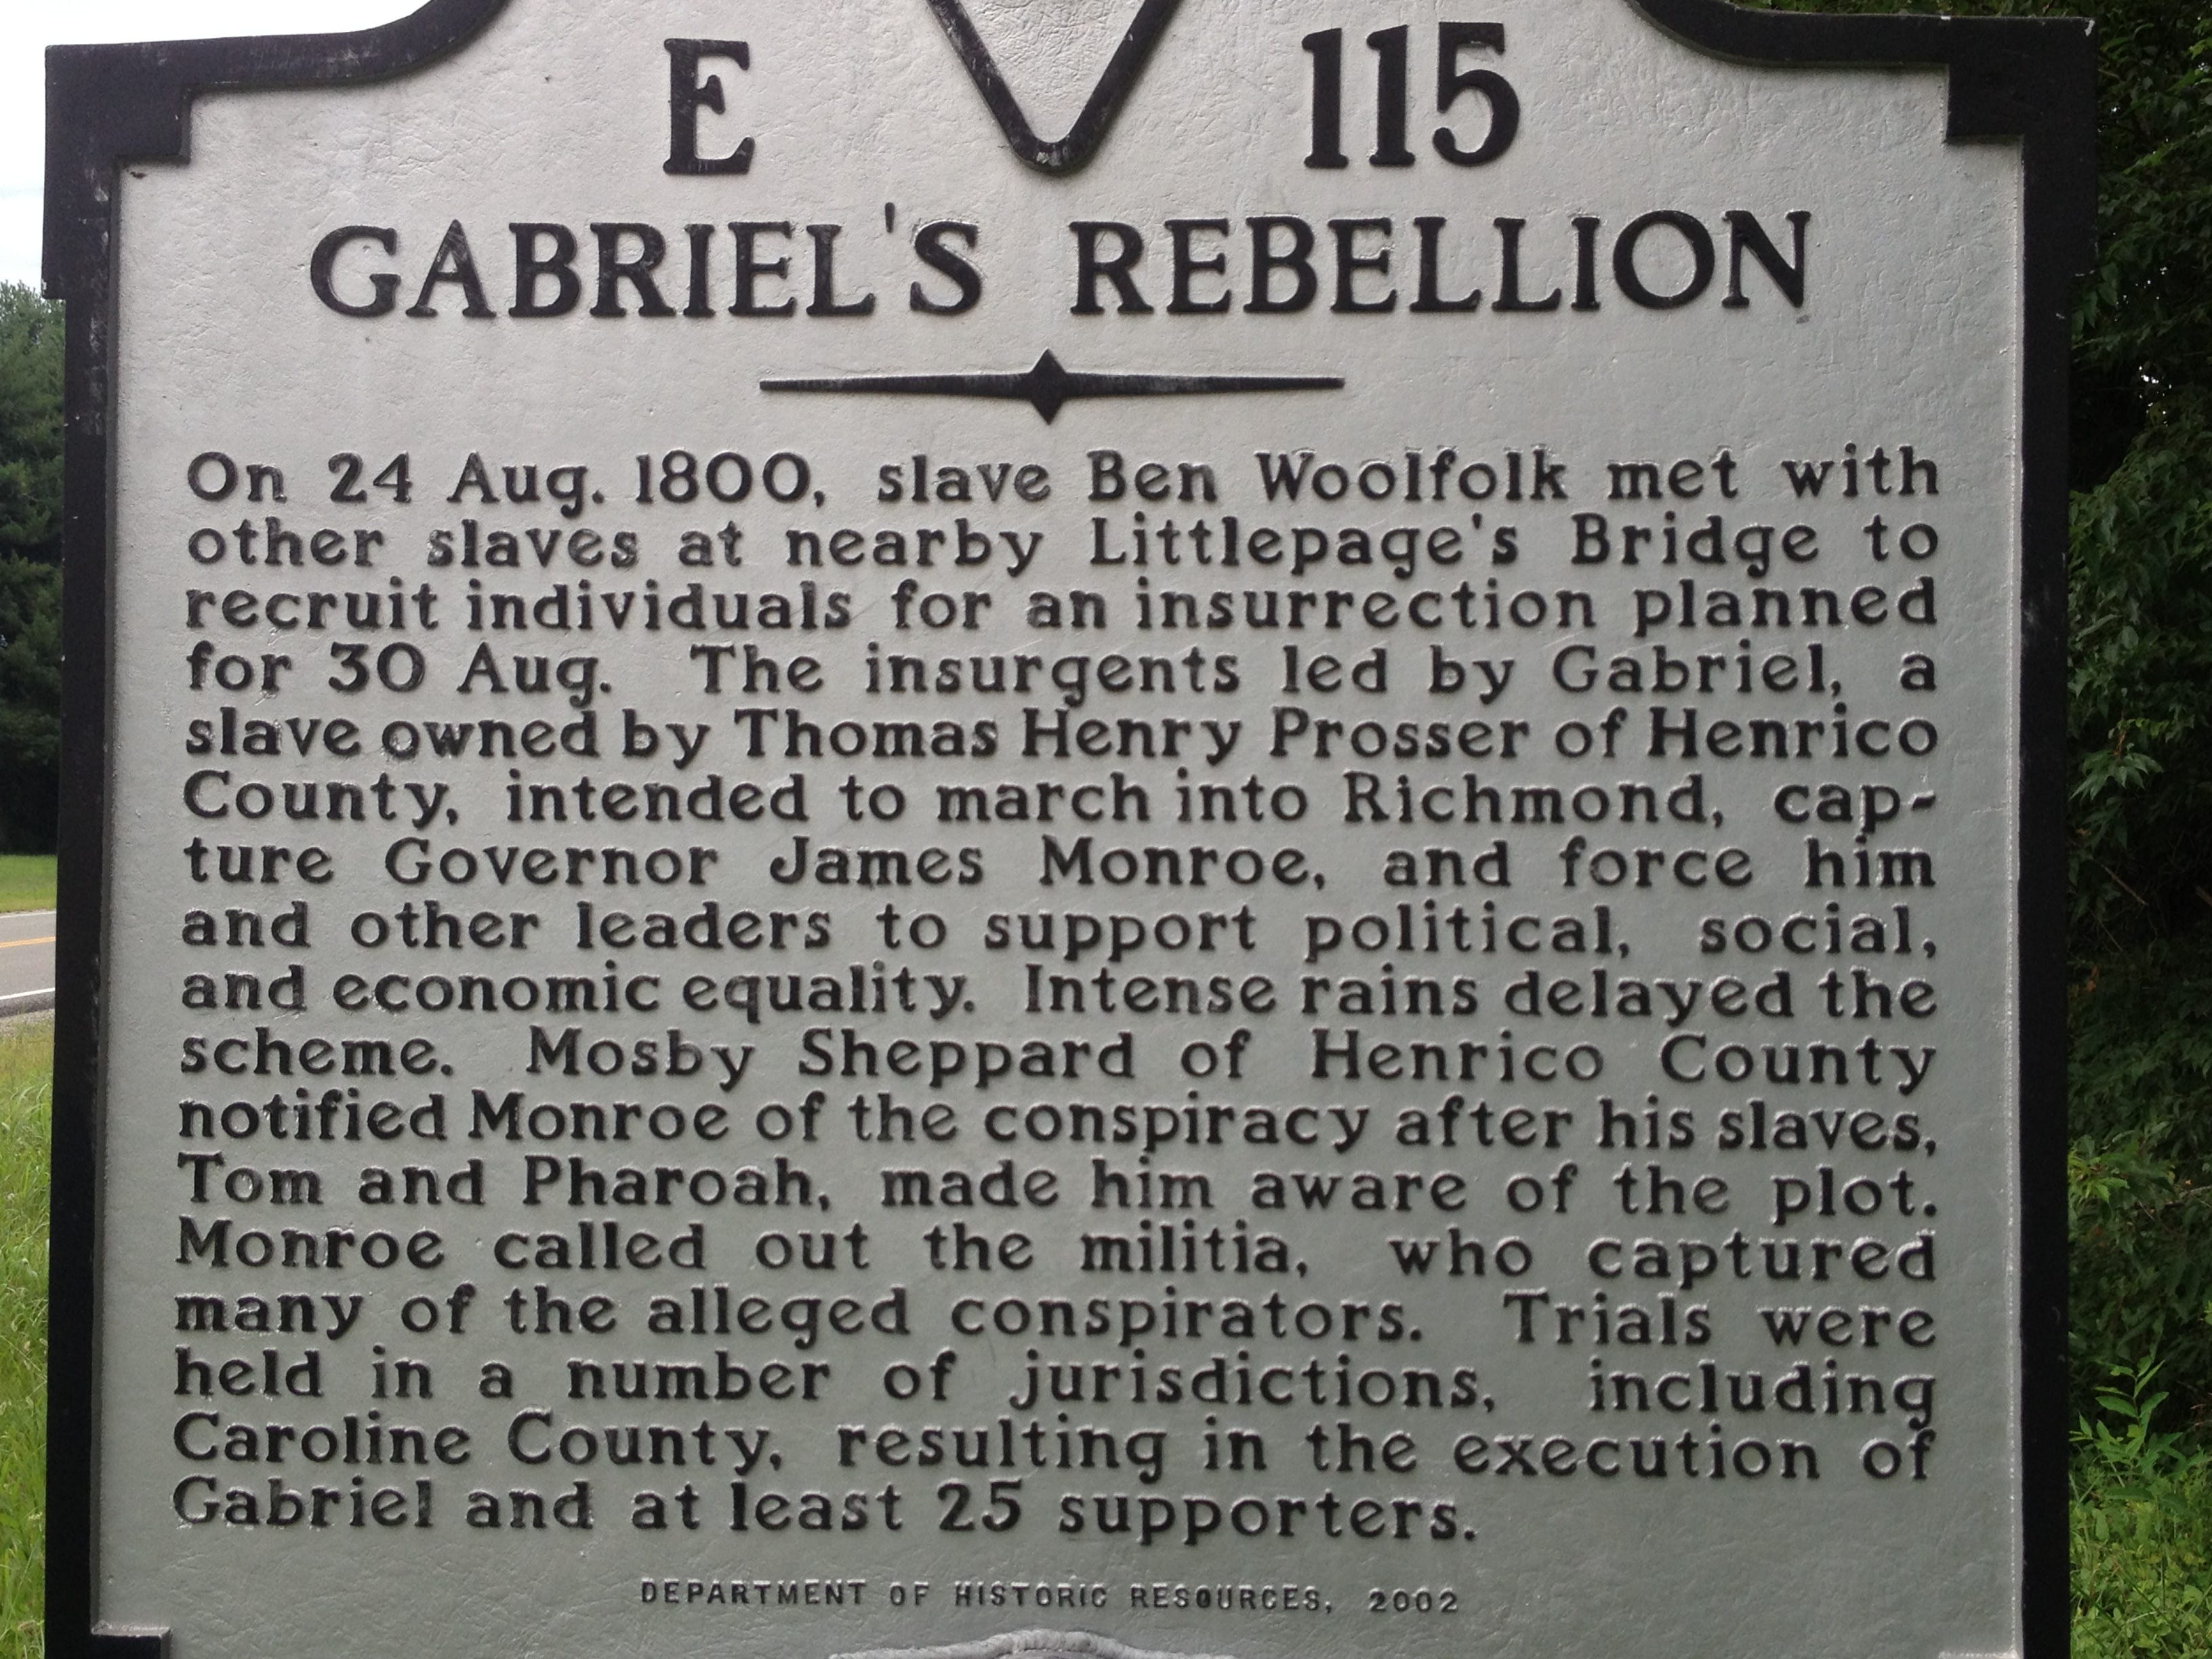 E 115
GABRIEL'S REBELLION
On 24 Aug. 1800, slave Ben Woolfolk met with
other slaves at nearby Littlepage's Bridge to
recruit individuals for an insurrection planned
for 30 Aug. The insurgents led by Gabriel, a
slave owned by Thomas Henry Prosser of Henrico
County, intended to march into Richmond, cap-
ture Governor James Monroe, and force him
and other leaders to support political, social,
and economic equality. Intense rains delayed the
scheme. Mosby Sheppard of Henrico County
notified Monroe of the conspiracy after his slaves,
Tom and Pharoah, made him aware of the plot.
Monroe called out the militia, who captured
many of the alleged conspirators. Trials were
held in a number of jurisdictions, including
Caroline County, resulting in the execution of
Gabriel and at least 25 supporters.
DEPARTMENT OF HISTORIC RESOURCES, 2002